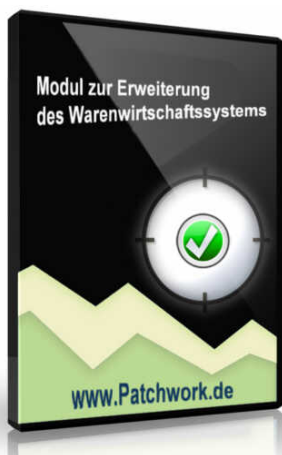 Modul zur Erweiterung
des Warenwirtschaftssystems
www.Patchwork.de